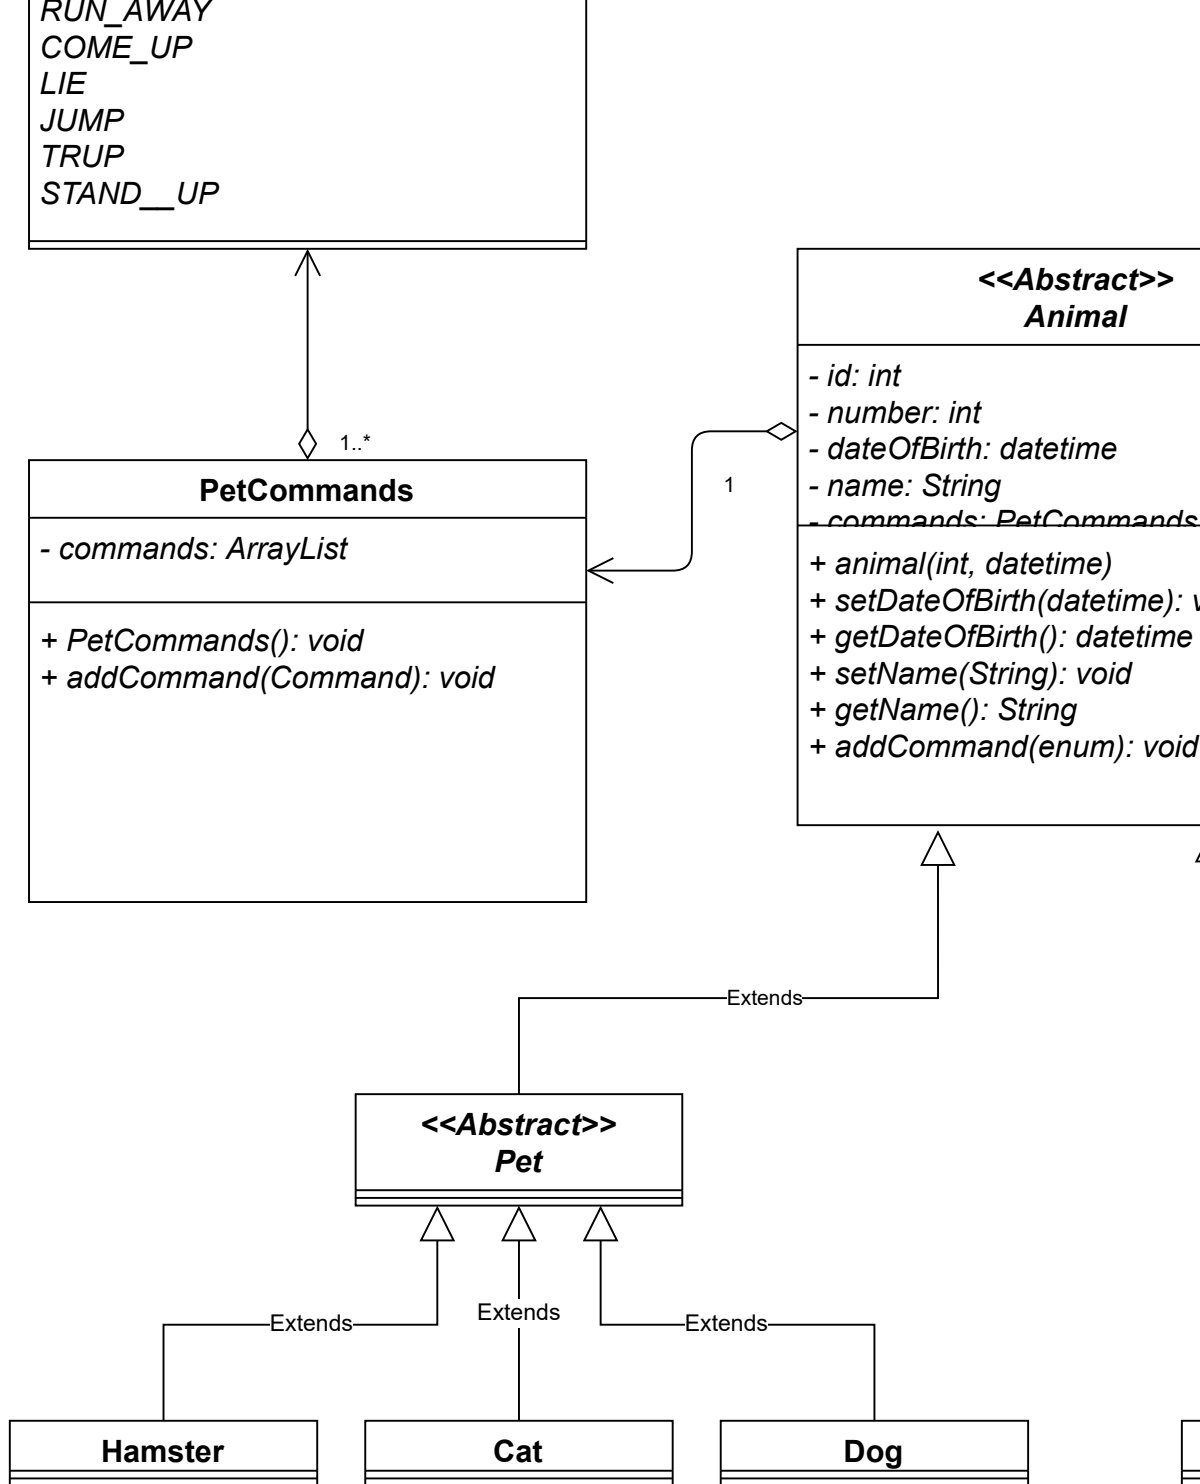 RUN_AWAY
COME_UP
LIE
JUMP
TRUP
STAND__UP
1..*
PetCommands
- commands: ArrayList
+ PetCommands(): void
+ addCommand(Command): void
1
<<Abstract>>
Animal
- id: int
- number: int
- dateOfBirth: datetime
- name: String
- commands: PetCommands
+ animal(int, datetime)
+ setDateOfBirth(datetime): v
+ getDateOfBirth(): datetime
+ setName(String): void
+ getName(): String
+ addCommand(enum): void
Extends
<<Abstract>>
Pet
Extends
Extends
Extends
Hamster
Cat
Dog